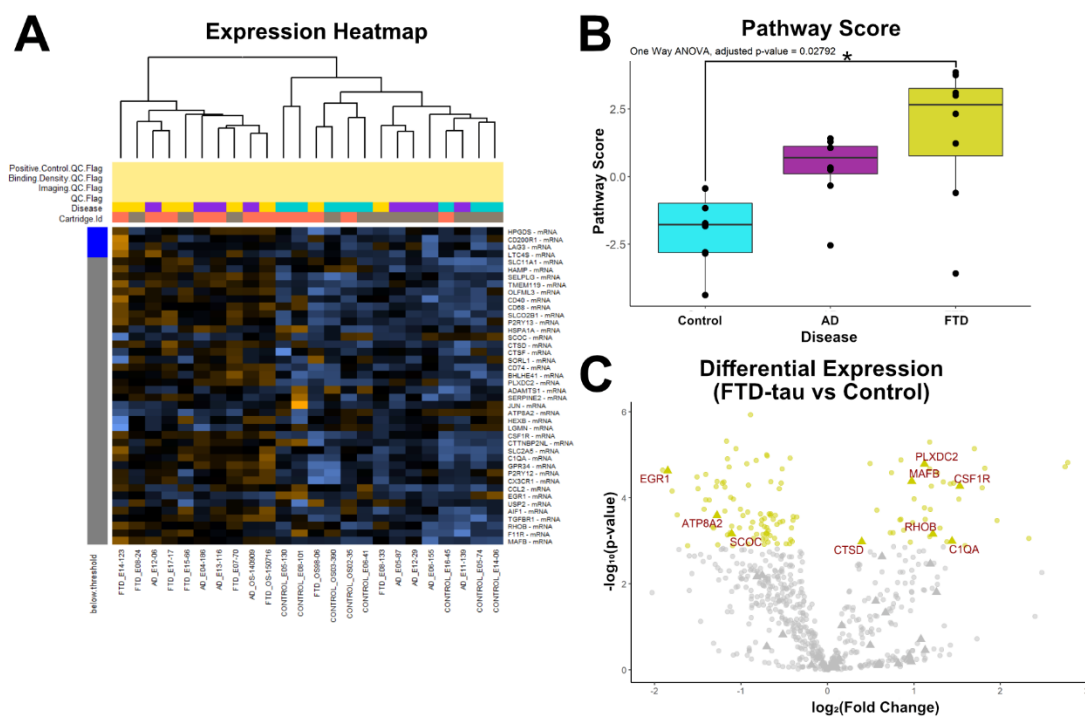 A
Expression Heatmap
Positive.Control.QC.Flag
Binding.Density.QC.Flag
Imaging.QC.Flag
QC.Flag
Disease
Cartridge.Id
HPGDS - mRNA
CD200R1 - mRNA
LAG3 - mRNA
LTC4S - mRNA
SLC11A1 - mRNA
HAMP - mRNA
SELPLG - mRNA
TMEM119 - mRNA
OLFML3 - mRNA
CD40 - mRNA
CD68 - mRNA
SLCO2B1 - mRNA
P2RY13 - mRNA
HSPA1A - mRNA
SCOC - mRNA
CTSD - mRNA
CTSF - mRNA
SORL1 - mRNA
CD74 - mRNA
BHLHE41 - mRNA
PLXDC2 - mRNA
ADAMTS1 - mRNA
SERPINE2 - mRNA
JUN - mRNA
ATP8A2 - mRNA
HEXB - mRNA
LGMN - mRNA
CSF1R - mRNA
CTTNBP2NL - mRNA
SLC2A5 - mRNA
C1QA - mRNA
GPR34 - mRNA
P2RY12 - mRNA
CX3CR1 - mRNA
CCL2 - mRNA
EGR1 - mRNA
USP2 - mRNA
AIF1 - mRNA
TGFBR1 - mRNA
RHOB - mRNA
F11R - mRNA
MAFB - mRNA
below.threshold
FTD_E14-123
FTD_E08-24
AD_E12-06
FTD_E17-17
FTD_E15-66
AD_E04-186
AD_E13-116
FTD_E07-70
AD_OS-140909
FTD_OS-150716
CONTROL_E05-130
CONTROL_E08-101
FTD_OS98-06
CONTROL_OS03-390
CONTROL_OS02-35
CONTROL_E06-41
FTD_E08-133
AD_E05-87
AD_E12-29
AD_E06-155
CONTROL_E16-45
AD_E11-139
CONTROL_E05-74
CONTROL_E14-06
B
Pathway Score
One Way ANOVA, adjusted p-value = 0.02792
*
Pathway Score
2.5
0.0
-2.5
Control
AD
FTD
Disease
C
Differential Expression
(FTD-tau vs Control)
-log₁₀(p-value)
6
4
2
0
PLXDC2
EGR1
MAFB
CSF1R
ATP8A2
RHOB
SCOC
CTSD
C1QA
-2
-1
0
1
2
log₂(Fold Change)